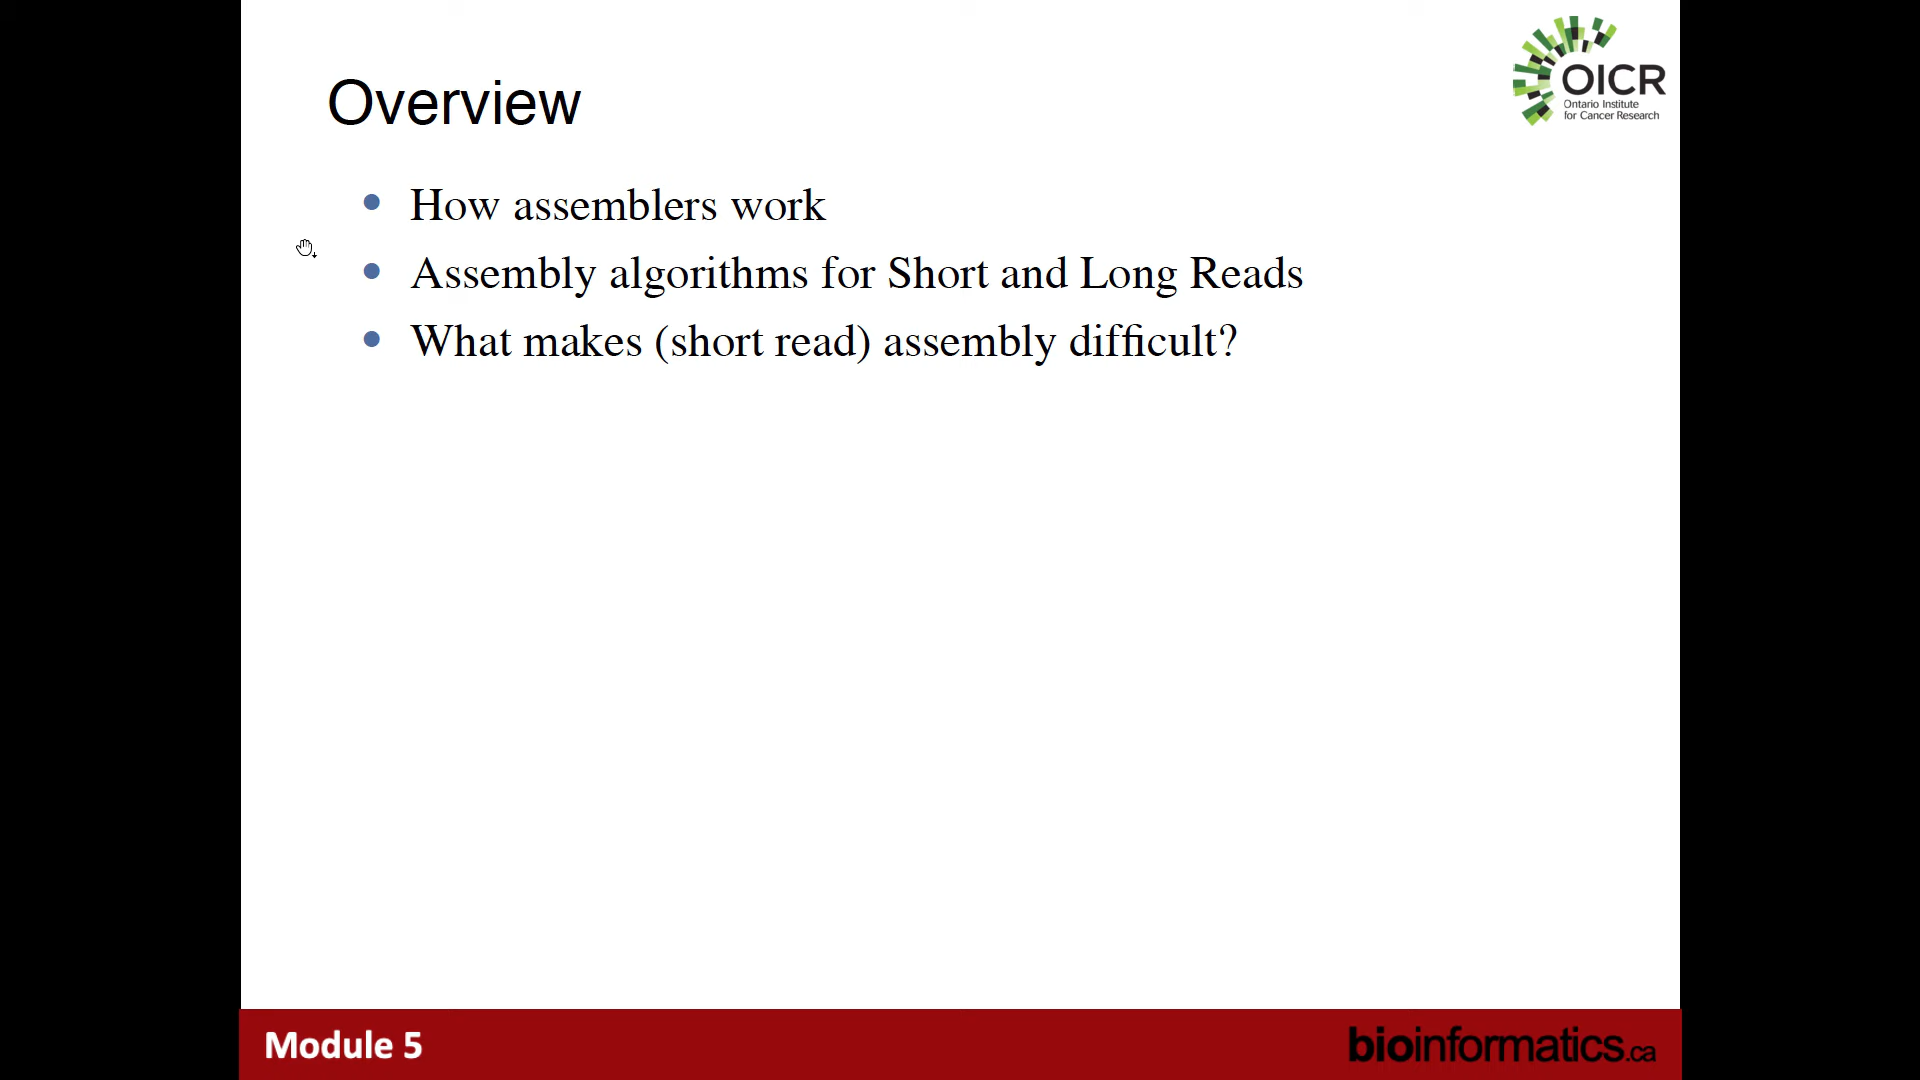 Overview
OICR
Ontario Institute
for Cancer Research
• How assemblers work
• Assembly algorithms for Short and Long Reads
• What makes (short read) assembly difficult?
Module 5
bioinformatics.ca